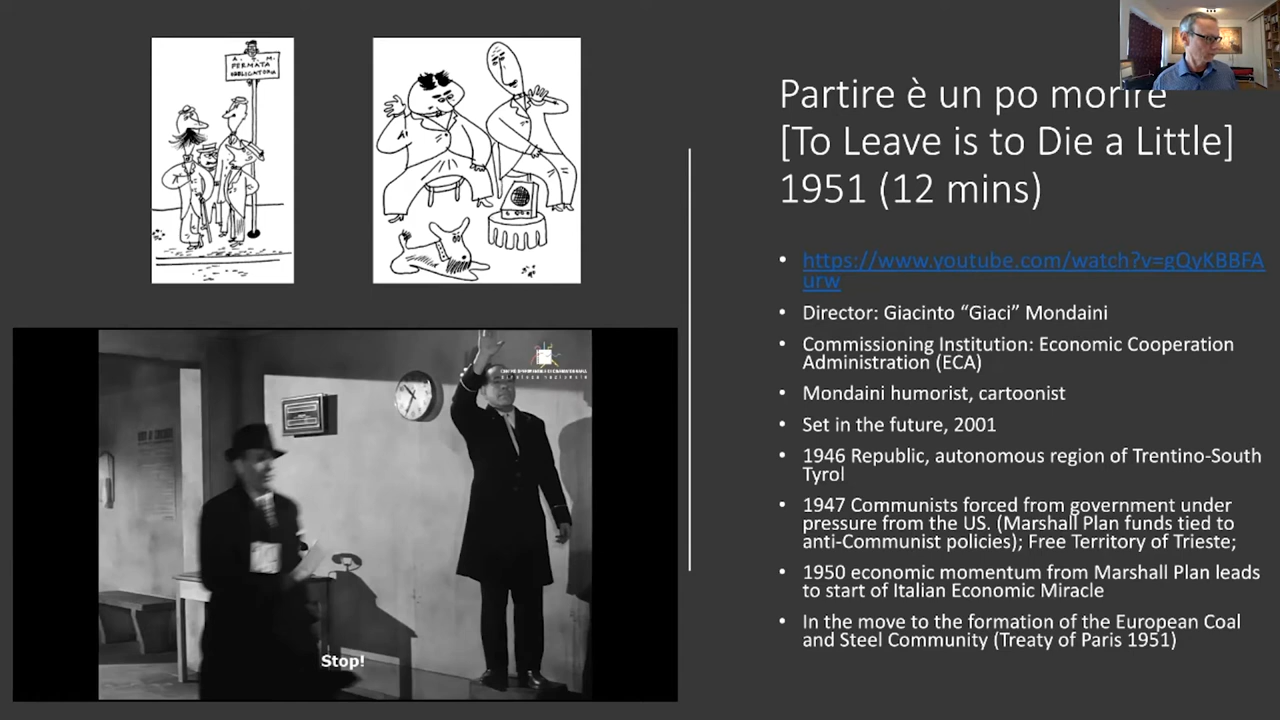 A. T. M.
FERMATA
OBBLIGATORIA
Partire è un po morire
[To Leave is to Die a Little]
1951 (12 mins)
• https://www.youtube.com/watch?v=gQyKBBFA
urw
• Director: Giacinto “Giaci” Mondaini
• Commissioning Institution: Economic Cooperation
Administration (ECA)
• Mondaini humorist, cartoonist
• Set in the future, 2001
• 1946 Republic, autonomous region of Trentino-South
Tyrol
• 1947 Communists forced from government under
pressure from the US. (Marshall Plan funds tied to
anti-Communist policies); Free Territory of Trieste;
• 1950 economic momentum from Marshall Plan leads
to start of Italian Economic Miracle
• In the move to the formation of the European Coal
and Steel Community (Treaty of Paris 1951)
Stop!